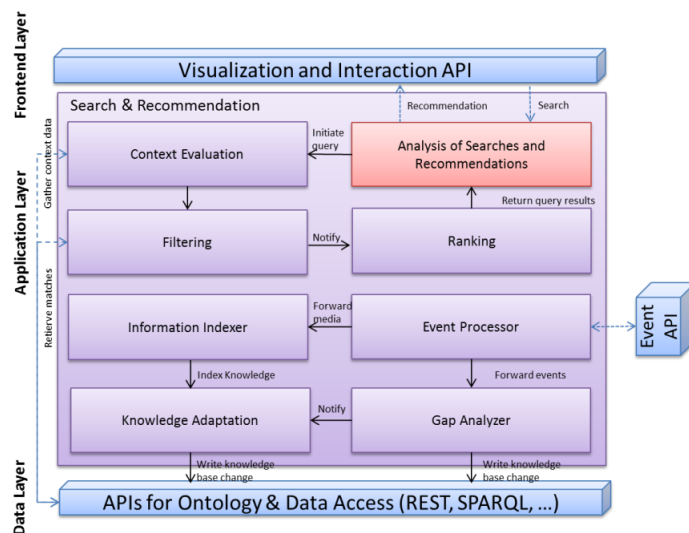 Frontend Layer
Visualization and Interaction API
Search & Recommendation
Recommendation
Search
Context Evaluation
Initiate
query
Analysis of Searches and
Recommendations
Gather context data
Application Layer
Return query results
Filtering
Notify
Ranking
Retierve matches
Information Indexer
Forward
media
Event Processor
Event
API
Index Knowledge
Forward events
Knowledge Adaptation
Notify
Gap Analyzer
Write knowledge
base change
Write knowledge
base change
Data Layer
APIs for Ontology & Data Access (REST, SPARQL, ...)